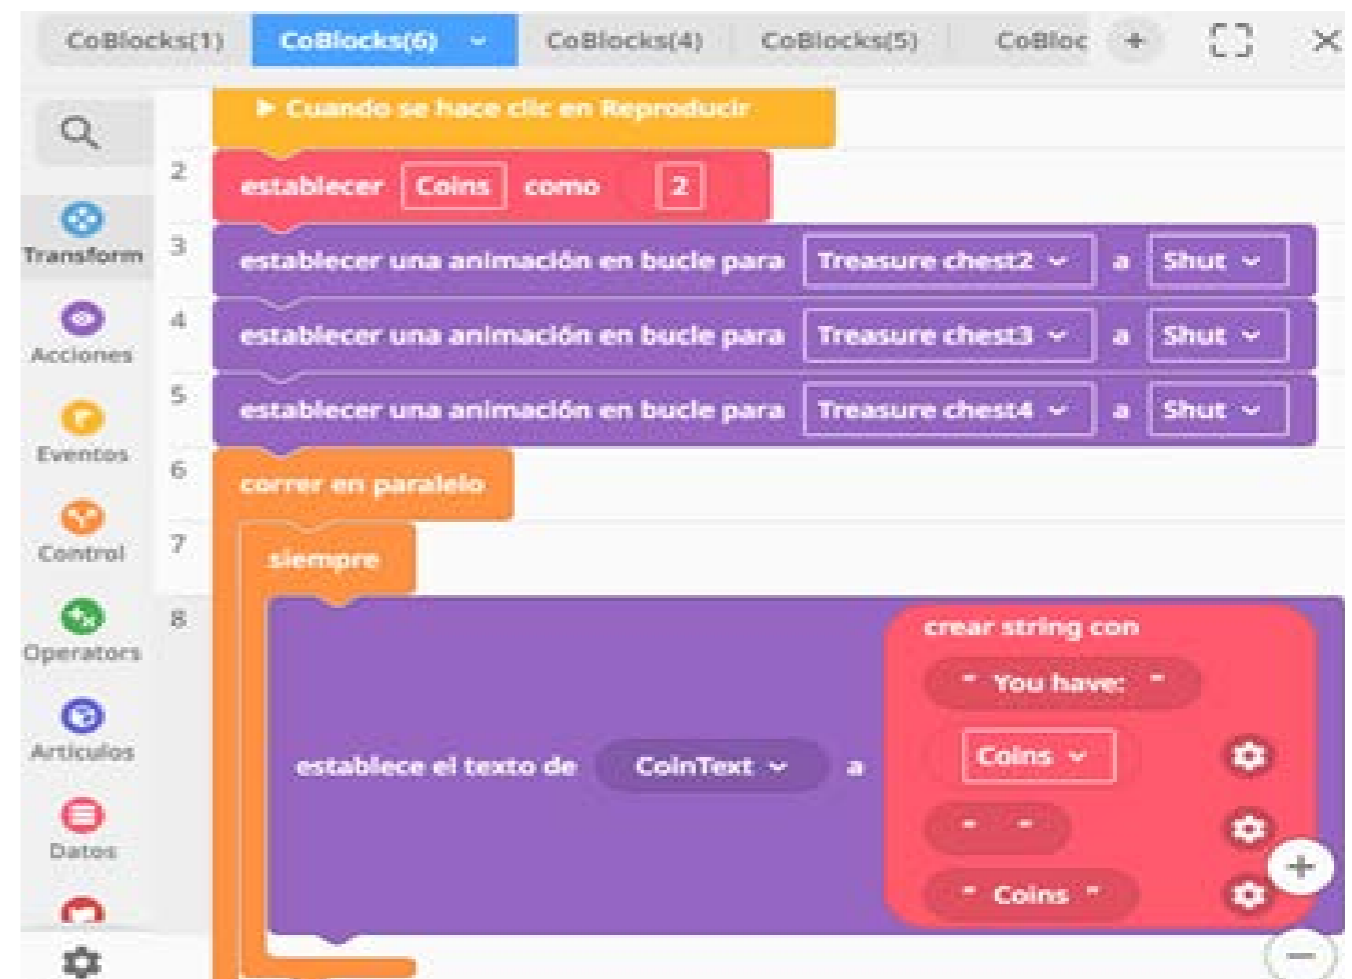 CoBlocks(1) CoBlocks(6) CoBlocks(4) CoBlocks(5) CoBloc +
Cuando se hace clic en Reproducir
2 establecer Coins como 2
Transform
3 establecer una animación en bucle para Treasure chest2 a Shut
4 establecer una animación en bucle para Treasure chest3 a Shut
Acciones
5 establecer una animación en bucle para Treasure chest4 a Shut
Eventos
6 correr en paralelo
Control
7 siempre
8 crear string con
Operators
" You have: "
Artículos
establece el texto de CoinText a Coins
" "
Datos
" Coins "